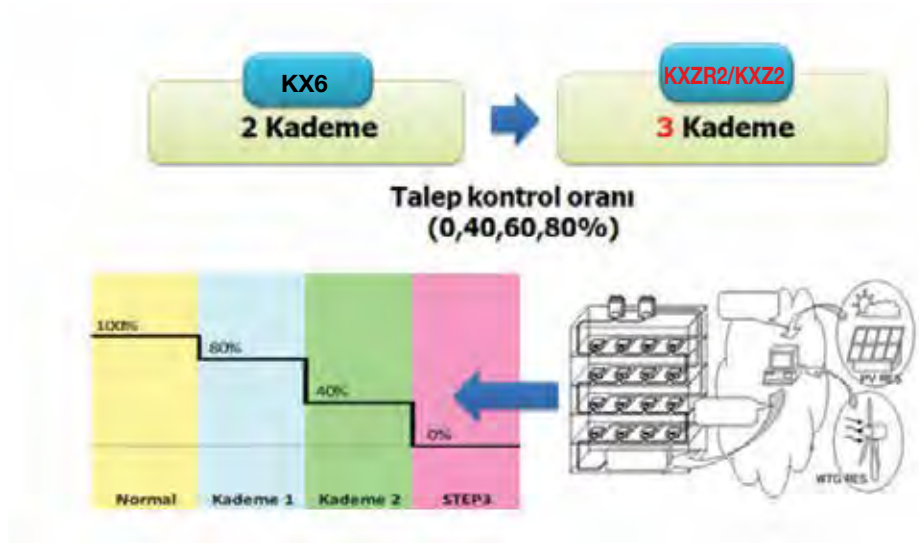 KX6
2 Kademe
KXZR2/KXZ2
3 Kademe
Talep kontrol oranı
(0,40,60,80%)
100%
80%
40%
0%
Normal
Kademe 1
Kademe 2
STEP3
PV RES
WTG RES